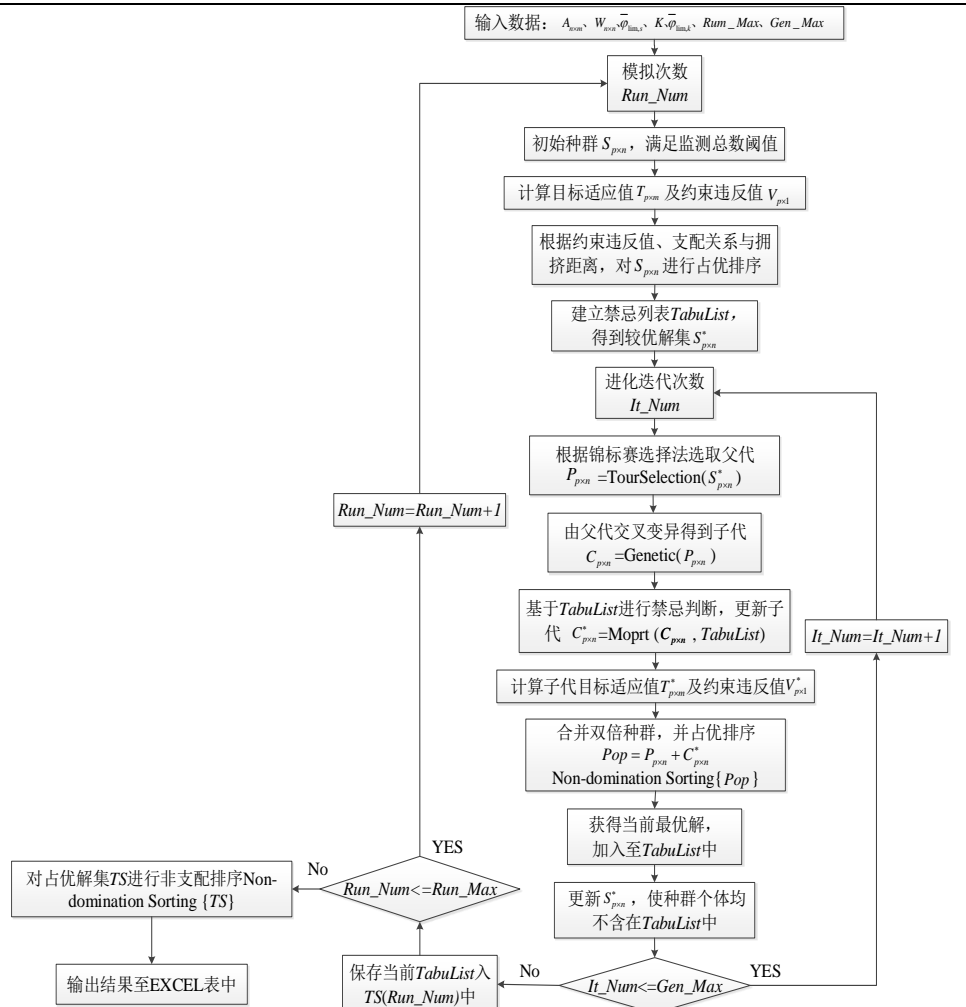 输入数据： A_{n×m}、W_{n×n}、φ̄_{lim,s}、K、φ̄_{lim,k}、Rum_Max、Gen_Max
模拟次数
Run_Num
初始种群 S_{p×n}，满足监测总数阈值
计算目标适应值 T_{p×m} 及约束违反值 V_{p×1}
根据约束违反值、支配关系与拥
挤距离，对 S_{p×n} 进行占优排序
建立禁忌列表TabuList，
得到较优解集 S*_{p×n}
进化迭代次数
It_Num
根据锦标赛选择法选取父代
P_{p×n} =TourSelection(S*_{p×n})
由父代交叉变异得到子代
C_{p×n} =Genetic(P_{p×n})
基于TabuList进行禁忌判断，更新子
代 C*_{p×n} =Moprt (C_{p×n} , TabuList)
计算子代目标适应值T*_{p×m} 及约束违反值V*_{p×1}
合并双倍种群，并占优排序
Pop = P_{p×n} + C*_{p×n}
Non-domination Sorting{Pop}
获得当前最优解，
加入至TabuList中
更新 S*_{p×n}，使种群个体均
不含在TabuList中
It_Num<=Gen_Max
YES
It_Num=It_Num+1
No
保存当前TabuList入
TS(Run_Num)中
Run_Num<=Run_Max
YES
Run_Num=Run_Num+1
No
对占优解集TS进行非支配排序Non-
domination Sorting {TS}
输出结果至EXCEL表中